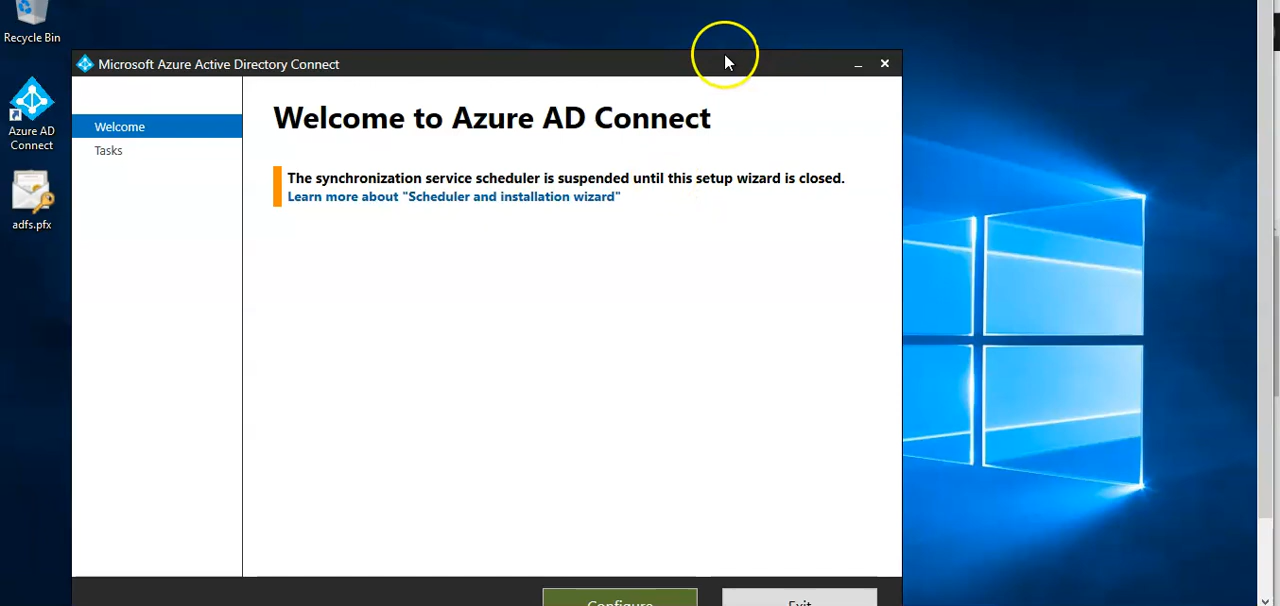 Recycle Bin
Microsoft Azure Active Directory Connect
Azure AD
Connect
adfs.pfx
Welcome
Tasks
Welcome to Azure AD Connect
The synchronization service scheduler is suspended until this setup wizard is closed.
Learn more about "Scheduler and installation wizard"
Configure
Exit